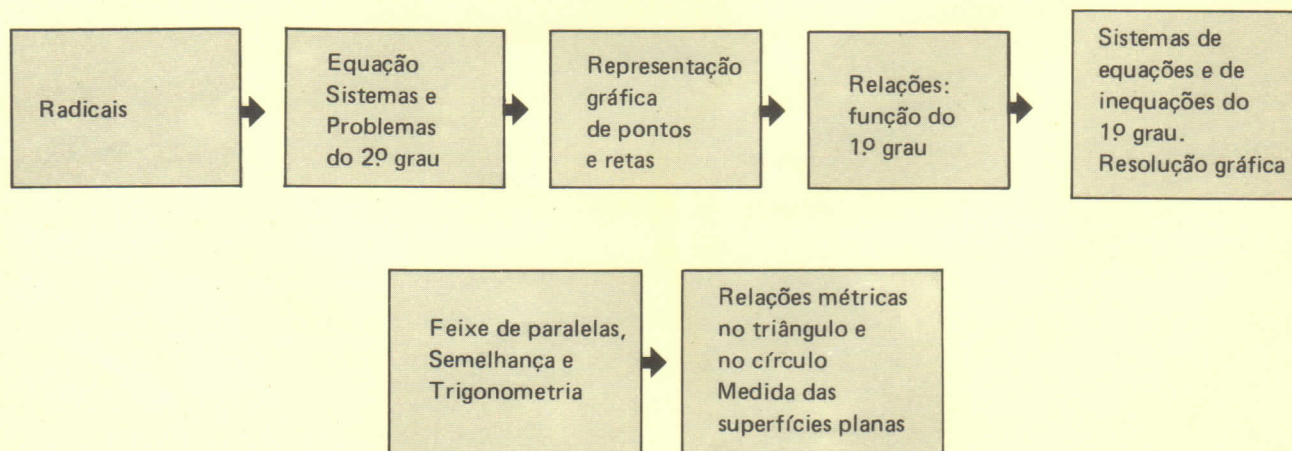 Radicais
Equação
Sistemas e
Problemas
do 2º grau
Representação
gráfica
de pontos
e retas
Relações:
função do
1º grau
Sistemas de
equações e de
inequações do
1º grau.
Resolução gráfica
Feixe de paralelas,
Semelhança e
Trigonometria
Relações métricas
no triângulo e
no círculo
Medida das
superfícies planas